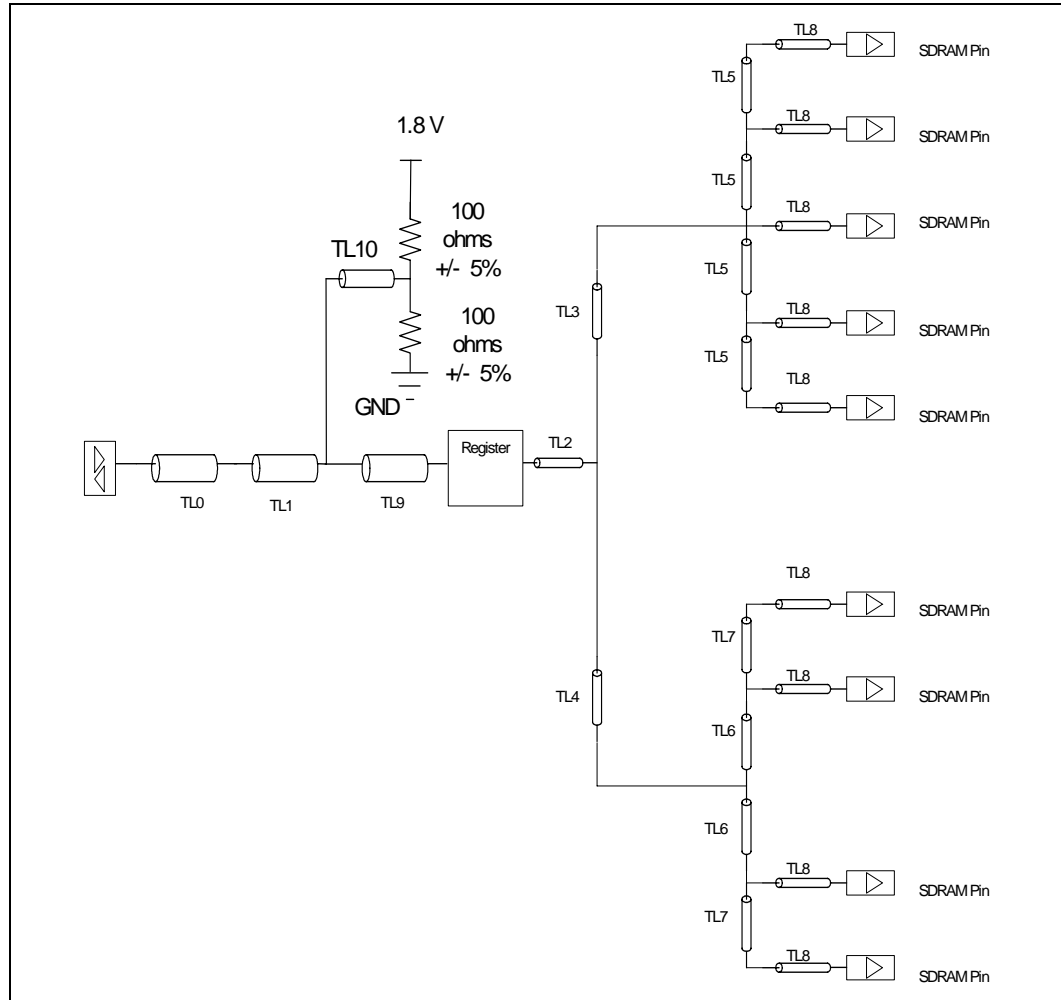 TL8
SDRAM Pin
TL5
TL8
SDRAM Pin
1.8 V
TL5
100
ohms
+/- 5%
TL8
SDRAM Pin
TL10
TL5
100
ohms
+/- 5%
TL3
TL8
SDRAM Pin
TL5
TL8
SDRAM Pin
GND
Register
TL2
TL0
TL1
TL9
TL8
SDRAM Pin
TL7
TL8
SDRAM Pin
TL4
TL6
TL6
TL8
SDRAM Pin
TL7
TL8
SDRAM Pin